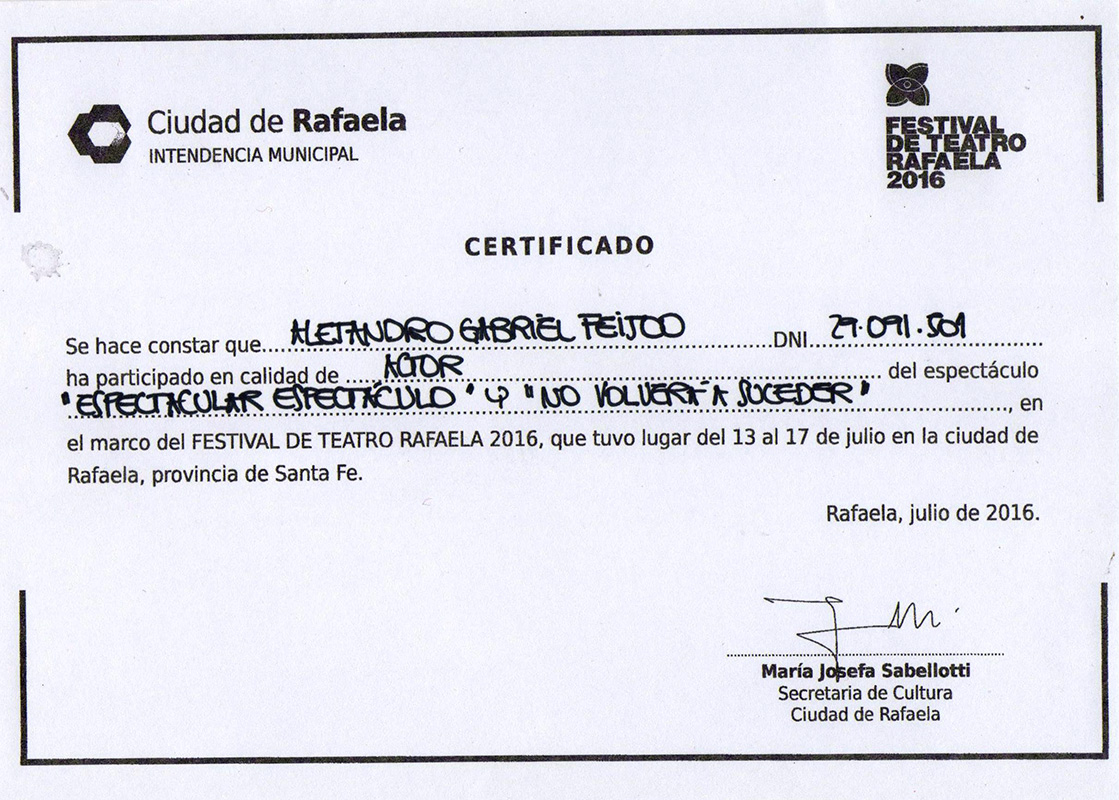 Ciudad de Rafaela
INTENDENCIA MUNICIPAL
FESTIVAL
DE TEATRO
RAFAELA
2016
CERTIFICADO
Se hace constar que ALEJANDRO GABRIEL FEIJOO DNI 29.091.501
ha participado en calidad de ACTOR del espectáculo
"ESPECTACULAR ESPECTÁCULO" y "NO VOLVERÁ A SUCEDER", en
el marco del FESTIVAL DE TEATRO RAFAELA 2016, que tuvo lugar del 13 al 17 de julio en la ciudad de
Rafaela, provincia de Santa Fe.
Rafaela, julio de 2016.
María Josefa Sabellotti
Secretaria de Cultura
Ciudad de Rafaela